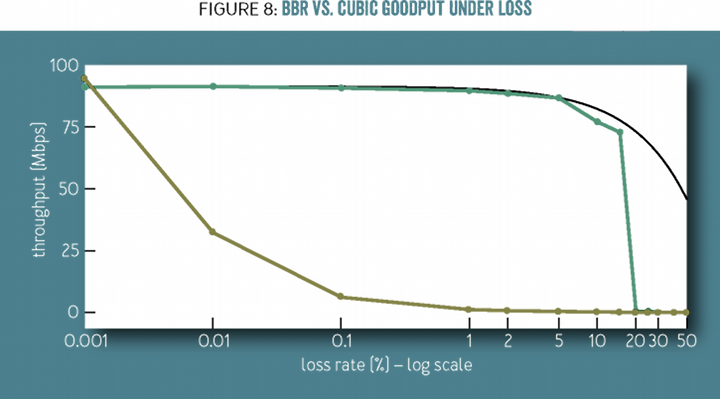 FIGURE 8: BBR VS. CUBIC GOODPUT UNDER LOSS
100
75
50
25
0
throughput (Mbps)
0.001 0.01 0.1 1 2 5 10 20 30 50
loss rate (%) – log scale